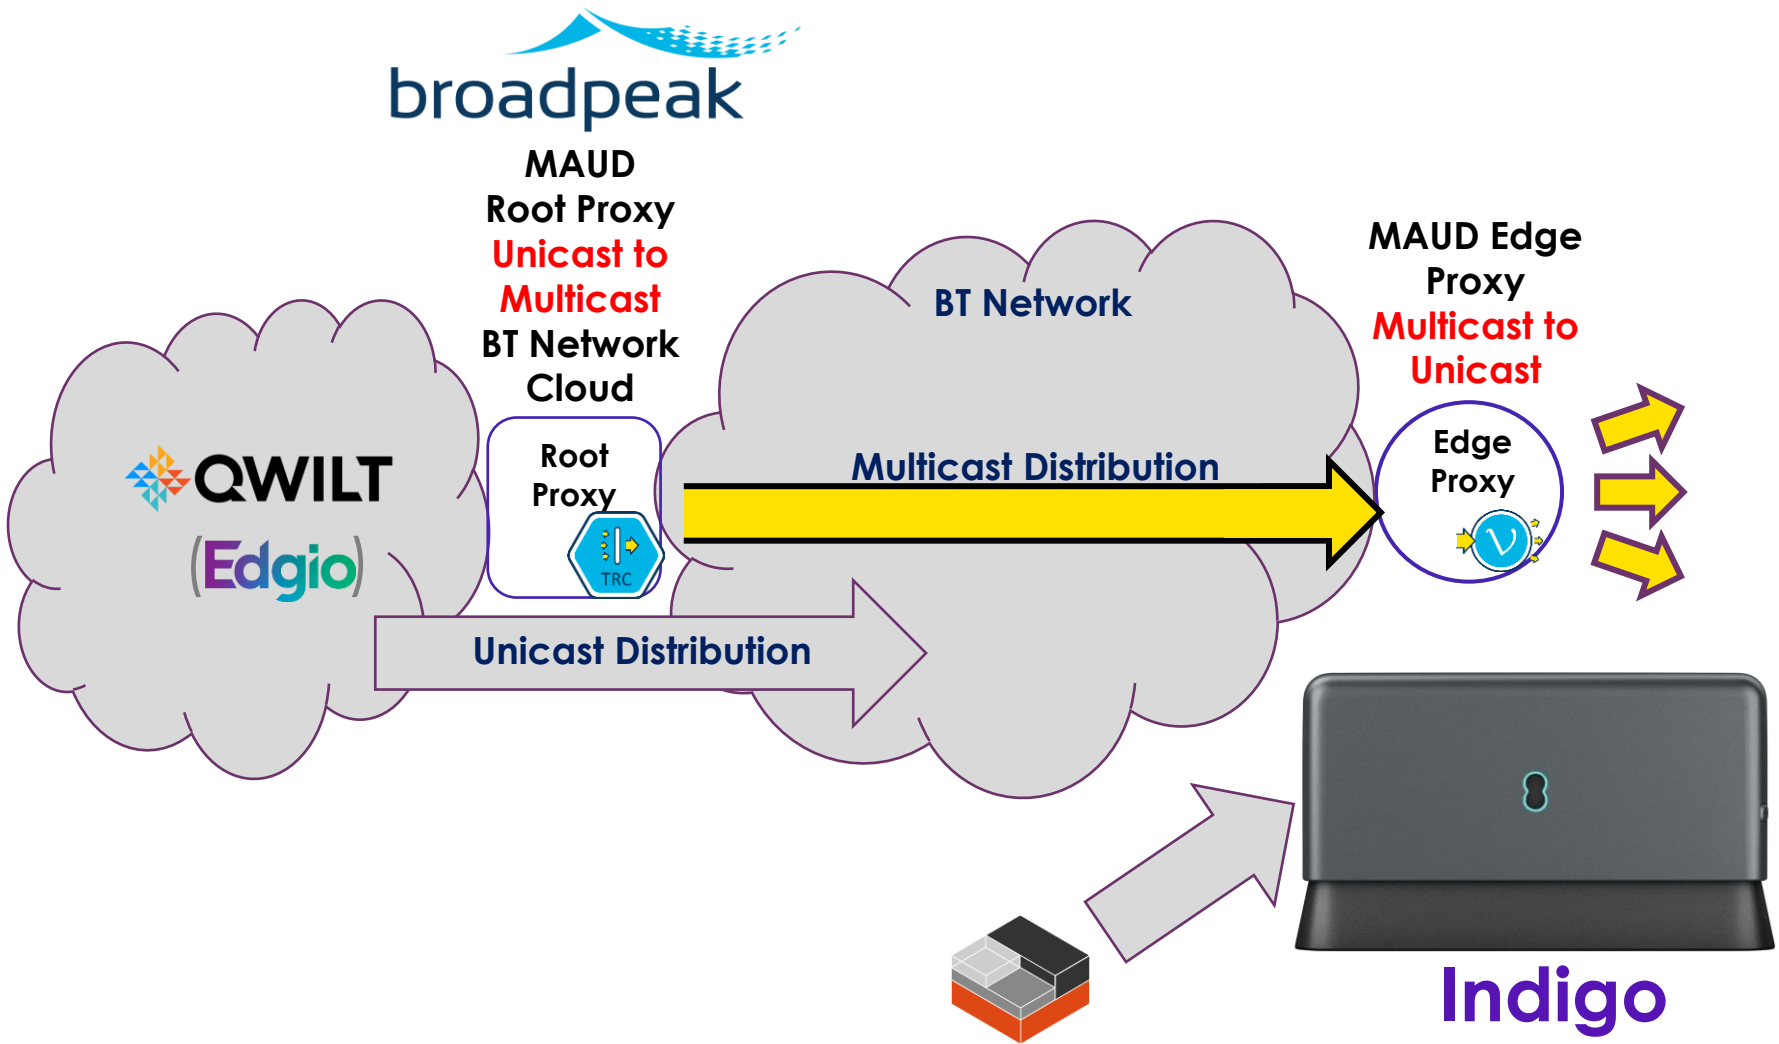 broadpeak
MAUD
Root Proxy
Unicast to
Multicast
BT Network
Cloud
Root
Proxy
TRC
QWILT
(Edgio)
BT Network
Multicast Distribution
Unicast Distribution
MAUD Edge
Proxy
Multicast to
Unicast
Edge
Proxy
Indigo